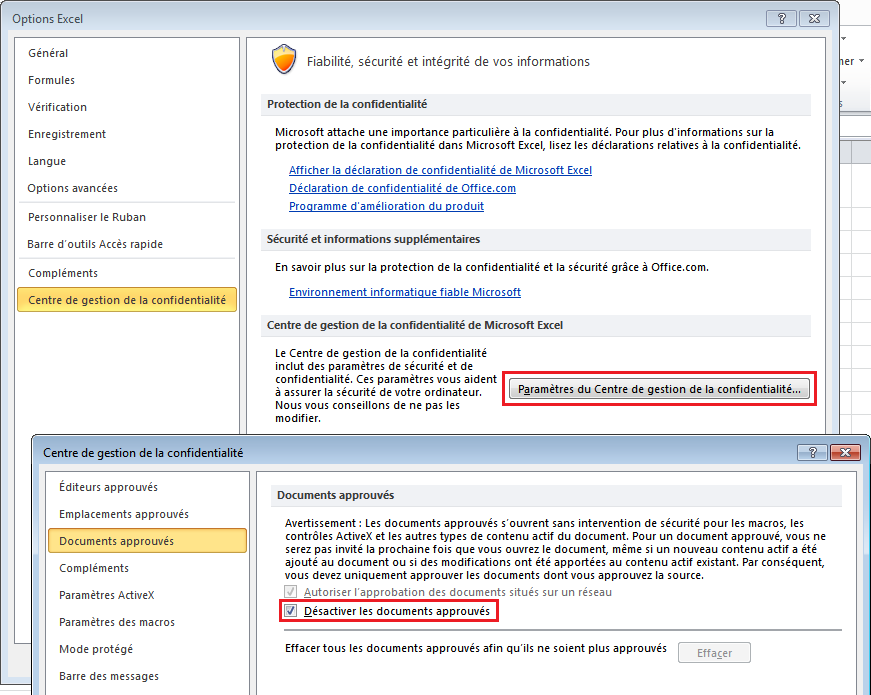 Options Excel
Général
Formules
Vérification
Enregistrement
Langue
Options avancées
Personnaliser le Ruban
Barre d'outils Accès rapide
Compléments
Centre de gestion de la confidentialité
Fiabilité, sécurité et intégrité de vos informations
Protection de la confidentialité
Microsoft attache une importance particulière à la confidentialité. Pour plus d'informations sur la
protection de la confidentialité dans Microsoft Excel, lisez les déclarations relatives à la confidentialité.
Afficher la déclaration de confidentialité de Microsoft Excel
Déclaration de confidentialité de Office.com
Programme d'amélioration du produit
Sécurité et informations supplémentaires
En savoir plus sur la protection de la confidentialité et la sécurité grâce à Office.com.
Environnement informatique fiable Microsoft
Centre de gestion de la confidentialité de Microsoft Excel
Le Centre de gestion de la confidentialité
inclut des paramètres de sécurité et de
confidentialité. Ces paramètres vous aident
à assurer la sécurité de votre ordinateur.
Nous vous conseillons de ne pas les
modifier.
Paramètres du Centre de gestion de la confidentialité...
Centre de gestion de la confidentialité
Éditeurs approuvés
Emplacements approuvés
Documents approuvés
Compléments
Paramètres ActiveX
Paramètres des macros
Mode protégé
Barre des messages
Documents approuvés
Avertissement : Les documents approuvés s'ouvrent sans intervention de sécurité pour les macros, les
contrôles ActiveX et les autres types de contenu actif du document. Pour un document approuvé, vous ne
serez pas invité la prochaine fois que vous ouvrez le document, même si un nouveau contenu actif a été
ajouté au document ou si des modifications ont été apportées au contenu actif existant. Par conséquent,
vous devez uniquement approuver les documents dont vous approuvez la source.
Autoriser l'approbation des documents situés sur un réseau
Désactiver les documents approuvés
Effacer tous les documents approuvés afin qu'ils ne soient plus approuvés
Effacer